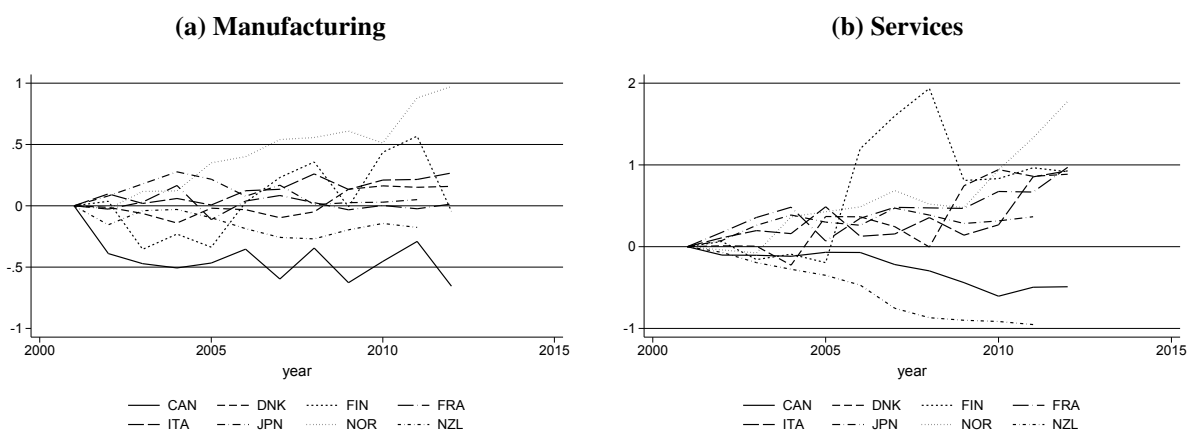 (a) Manufacturing
1
.5
0
-.5
-1
2000 2005 2010 2015
year
CAN DNK FIN FRA
ITA JPN NOR NZL
(b) Services
2
1
0
-1
2000 2005 2010 2015
year
CAN DNK FIN FRA
ITA JPN NOR NZL